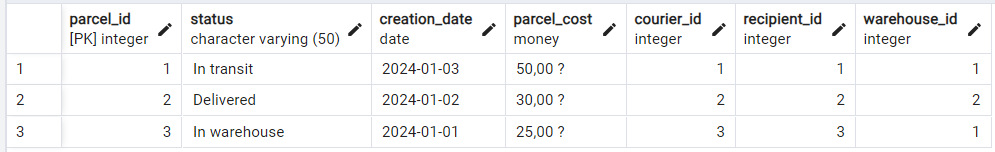 parcel_id status creation_date parcel_cost courier_id recipient_id warehouse_id
[PK] integer character varying (50) date money integer integer integer
1 1 In transit 2024-01-03 50,00 ? 1 1 1
2 2 Delivered 2024-01-02 30,00 ? 2 2 2
3 3 In warehouse 2024-01-01 25,00 ? 3 3 1